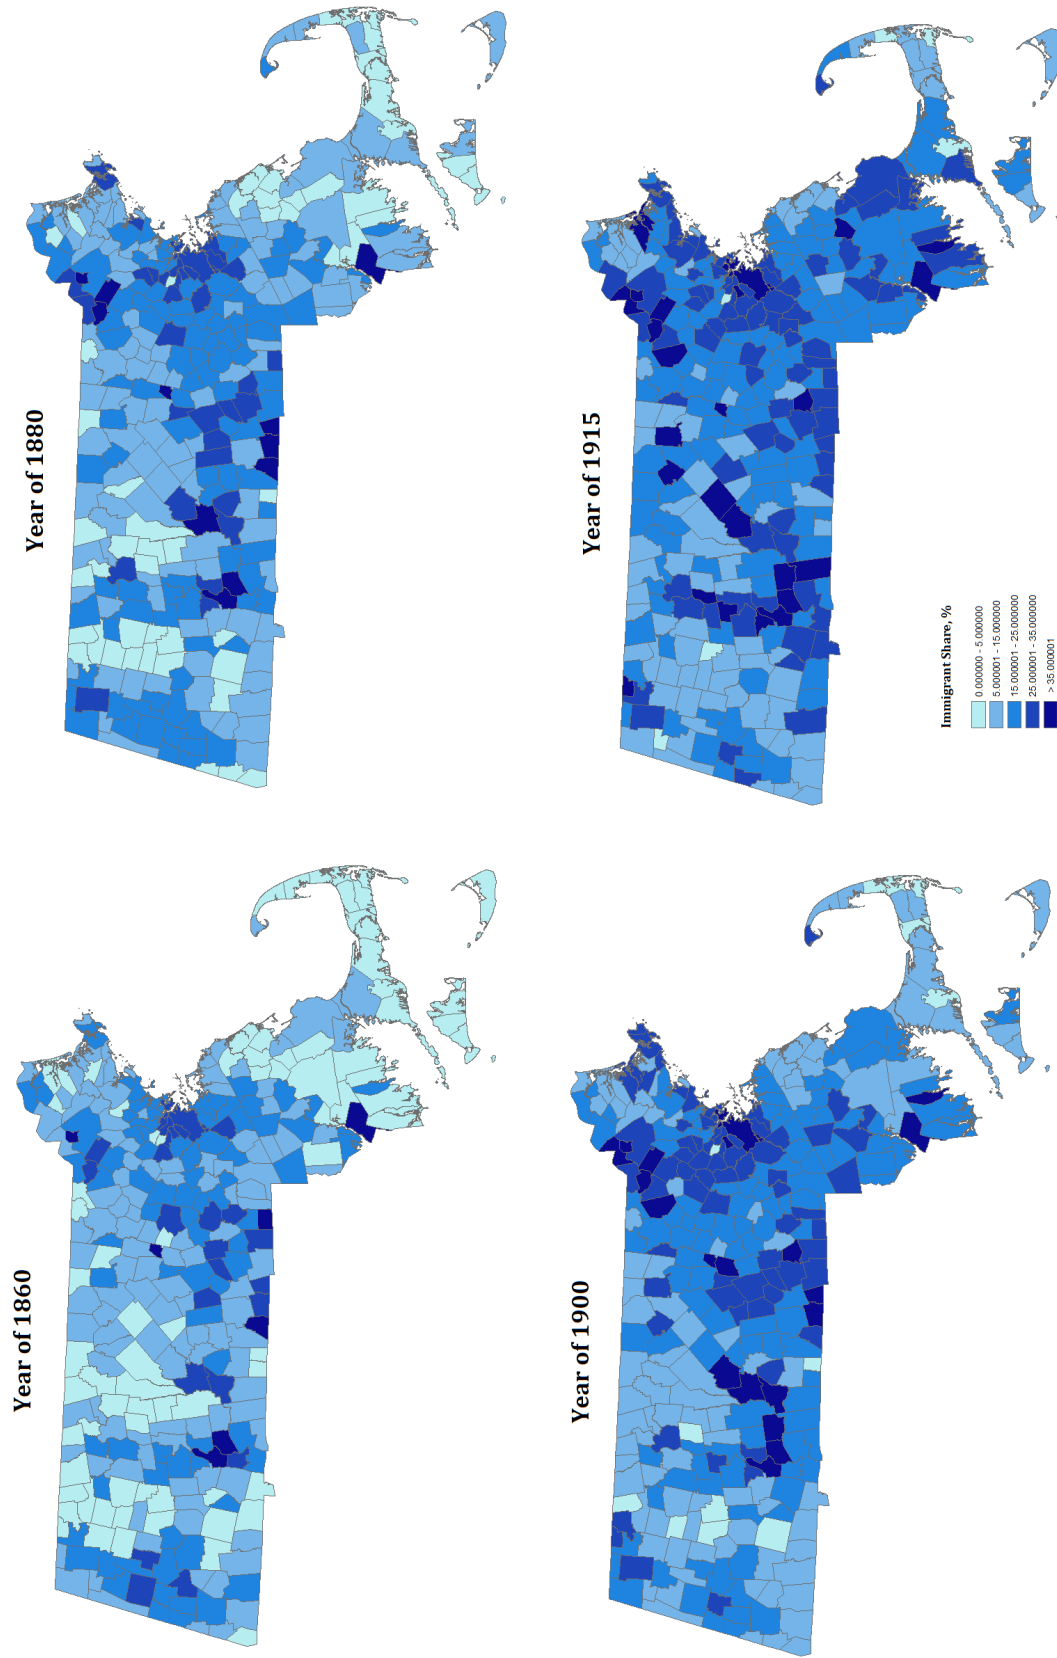 Year of 1860
Year of 1880
Year of 1900
Year of 1915
Immigrant Share, %
0.000000 - 5.000000
5.000001 - 15.000000
15.000001 - 25.000000
25.000001 - 35.000000
> 35.000001